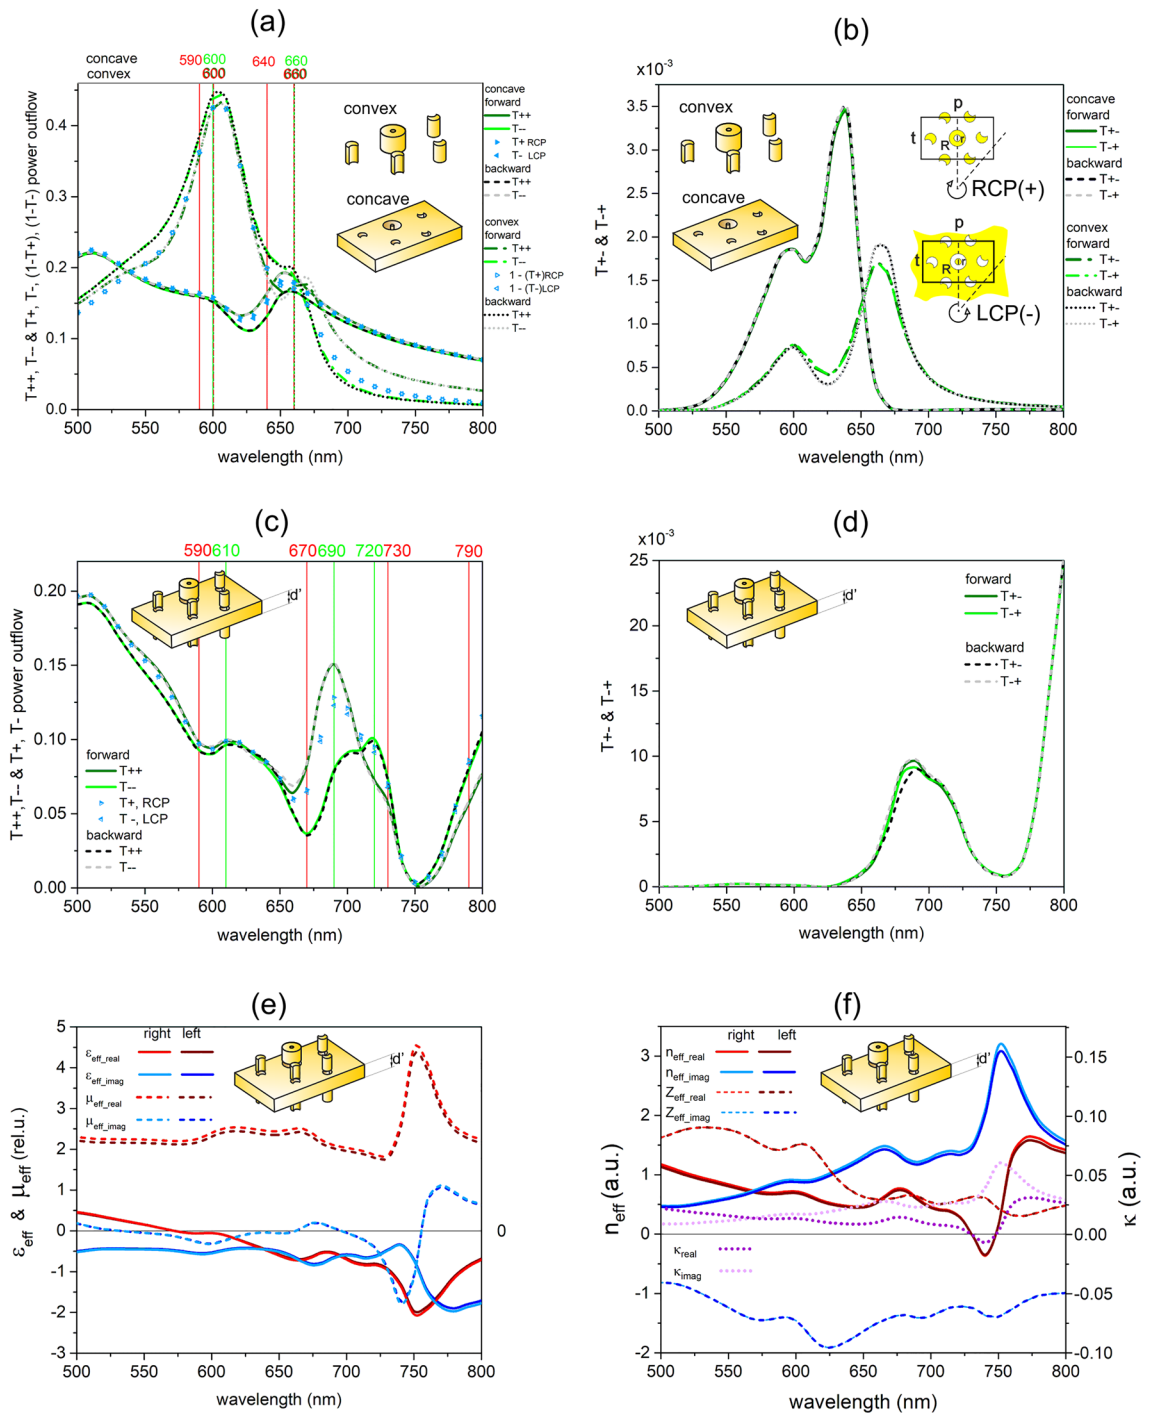 (a)
concave
convex
590 600 640 660
600 660
T++, T-- & T+, T-, (1-T+), (1-T-) power outflow
0.4
0.3
0.2
0.1
0.0
500 550 600 650 700 750 800
wavelength (nm)
convex
concave
concave
forward
T++
T--
T+ RCP
T- LCP
backward
T++
T--
convex
forward
T++
T--
1 - (T+)RCP
1 - (T-)LCP
backward
T++
T--
(b)
x10⁻³
T+- & T-+
3.5
3.0
2.5
2.0
1.5
1.0
0.5
0.0
500 550 600 650 700 750 800
wavelength (nm)
convex
concave
p
t
R
r
RCP(+)
p
t
R
r
LCP(-)
concave
forward
T+-
T-+
backward
T+-
T-+
convex
forward
T+-
T-+
backward
T+-
T-+
(c)
590 610 670 690 720 730 790
T++,T-- & T+, T- power outflow
0.20
0.15
0.10
0.05
0.00
500 550 600 650 700 750 800
wavelength (nm)
d'
forward
T++
T--
T+, RCP
T -, LCP
backward
T++
T--
(d)
x10⁻³
T+- & T-+
25
20
15
10
5
0
500 550 600 650 700 750 800
wavelength (nm)
d'
forward
T+-
T-+
backward
T+-
T-+
(e)
εeff & μeff (rel.u.)
5
4
3
2
1
0
-1
-2
-3
0
500 550 600 650 700 750 800
wavelength (nm)
right left
εeff_real
εeff_imag
μeff_real
μeff_imag
d'
(f)
neff (a.u.)
3
2
1
0
-1
-2
500 550 600 650 700 750 800
wavelength (nm)
right left
neff_real
neff_imag
Zeff_real
Zeff_imag
d'
κreal
κimag
0.15
0.10
0.05
0.00
-0.05
-0.10
κ (a.u.)